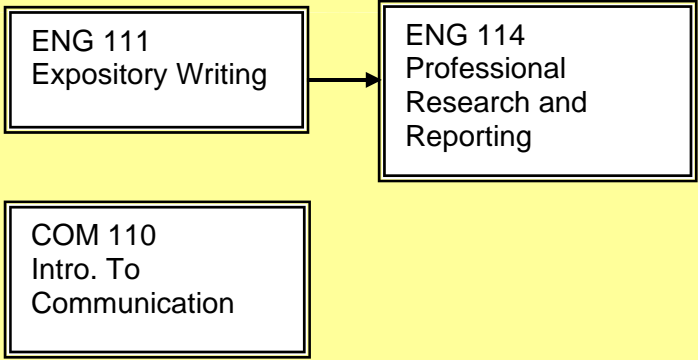 ENG 111
Expository Writing
ENG 114
Professional
Research and
Reporting
COM 110
Intro. To
Communication